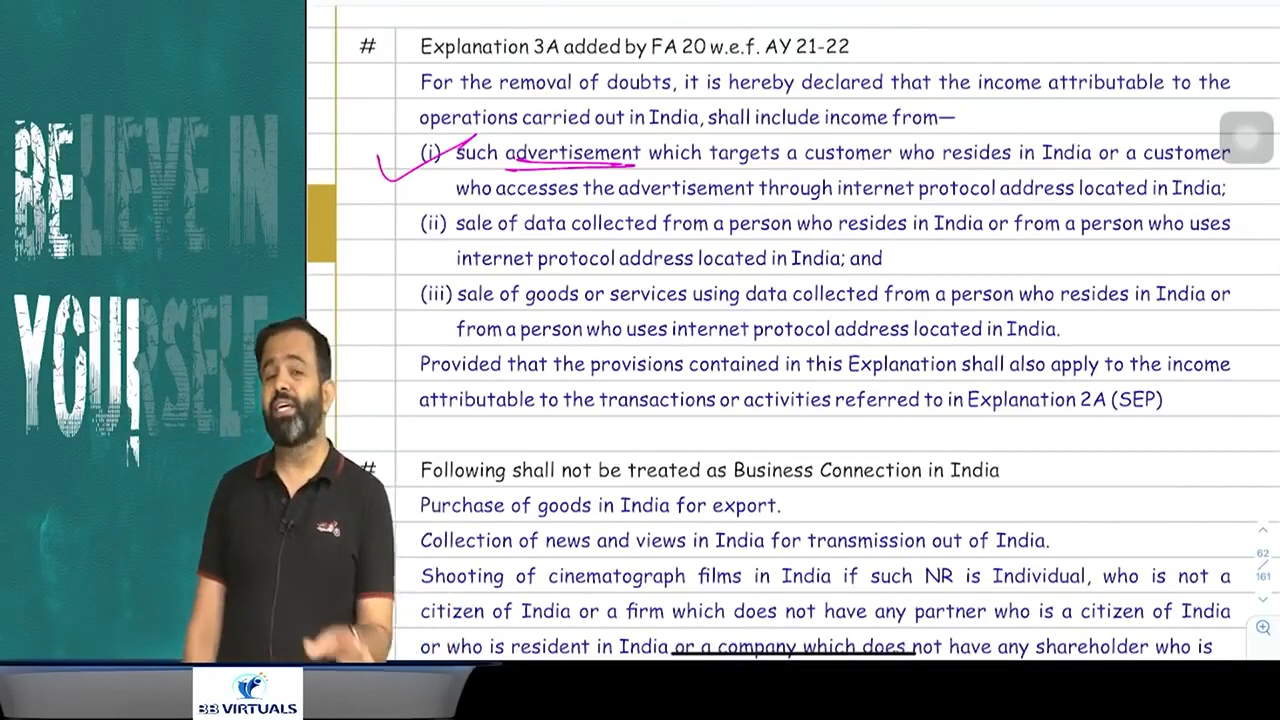 BELIEVE IN
YOURSELF
# Explanation 3A added by FA 20 w.e.f. AY 21-22
For the removal of doubts, it is hereby declared that the income attributable to the
operations carried out in India, shall include income from—
(i) such advertisement which targets a customer who resides in India or a customer
who accesses the advertisement through internet protocol address located in India;
(ii) sale of data collected from a person who resides in India or from a person who uses
internet protocol address located in India; and
(iii) sale of goods or services using data collected from a person who resides in India or
from a person who uses internet protocol address located in India.
Provided that the provisions contained in this Explanation shall also apply to the income
attributable to the transactions or activities referred to in Explanation 2A (SEP)
# Following shall not be treated as Business Connection in India
Purchase of goods in India for export.
Collection of news and views in India for transmission out of India.
Shooting of cinematograph films in India if such NR is Individual, who is not a
citizen of India or a firm which does not have any partner who is a citizen of India
or who is resident in India or a company which does not have any shareholder who is
62
161
BB VIRTUALS